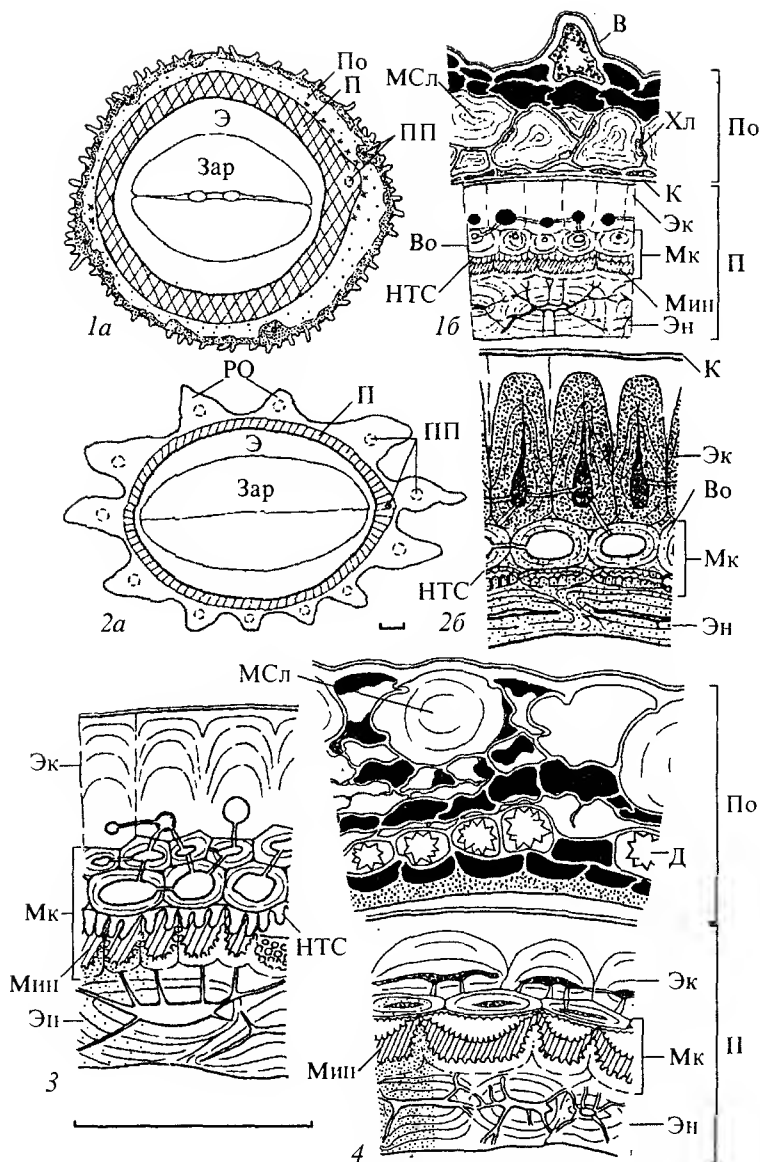 По
П
Э
ПП
Зар
1а
В
МСл
Хл
По
К
Эк
Во
Мк
П
НТС
Мин
Эн
1б
РО
П
Э
ПП
Зар
2а
К
Эк
Во
Мк
НТС
Эн
2б
МСл
Эк
По
Д
Мк
НТС
Мин
Эн
3
Эк
Мин
Мк
П
Эн
4